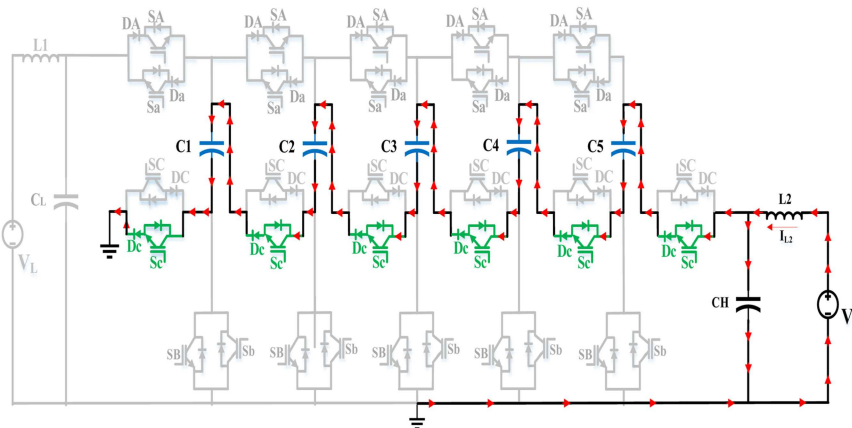 SA SA SA SA SA
DA DA DA DA DA
L1
Da Da Da Da Da
Sa Sa Sa Sa Sa
C1 C2 C3 C4 C5
SC SC SC SC SC SC
DC DC DC DC DC DC
CL
L2
Dc Dc Dc Dc Dc Dc
IL2
Sc Sc Sc Sc Sc Sc
VL
CH
V
SB Sb SB Sb SB Sb SB Sb SB Sb